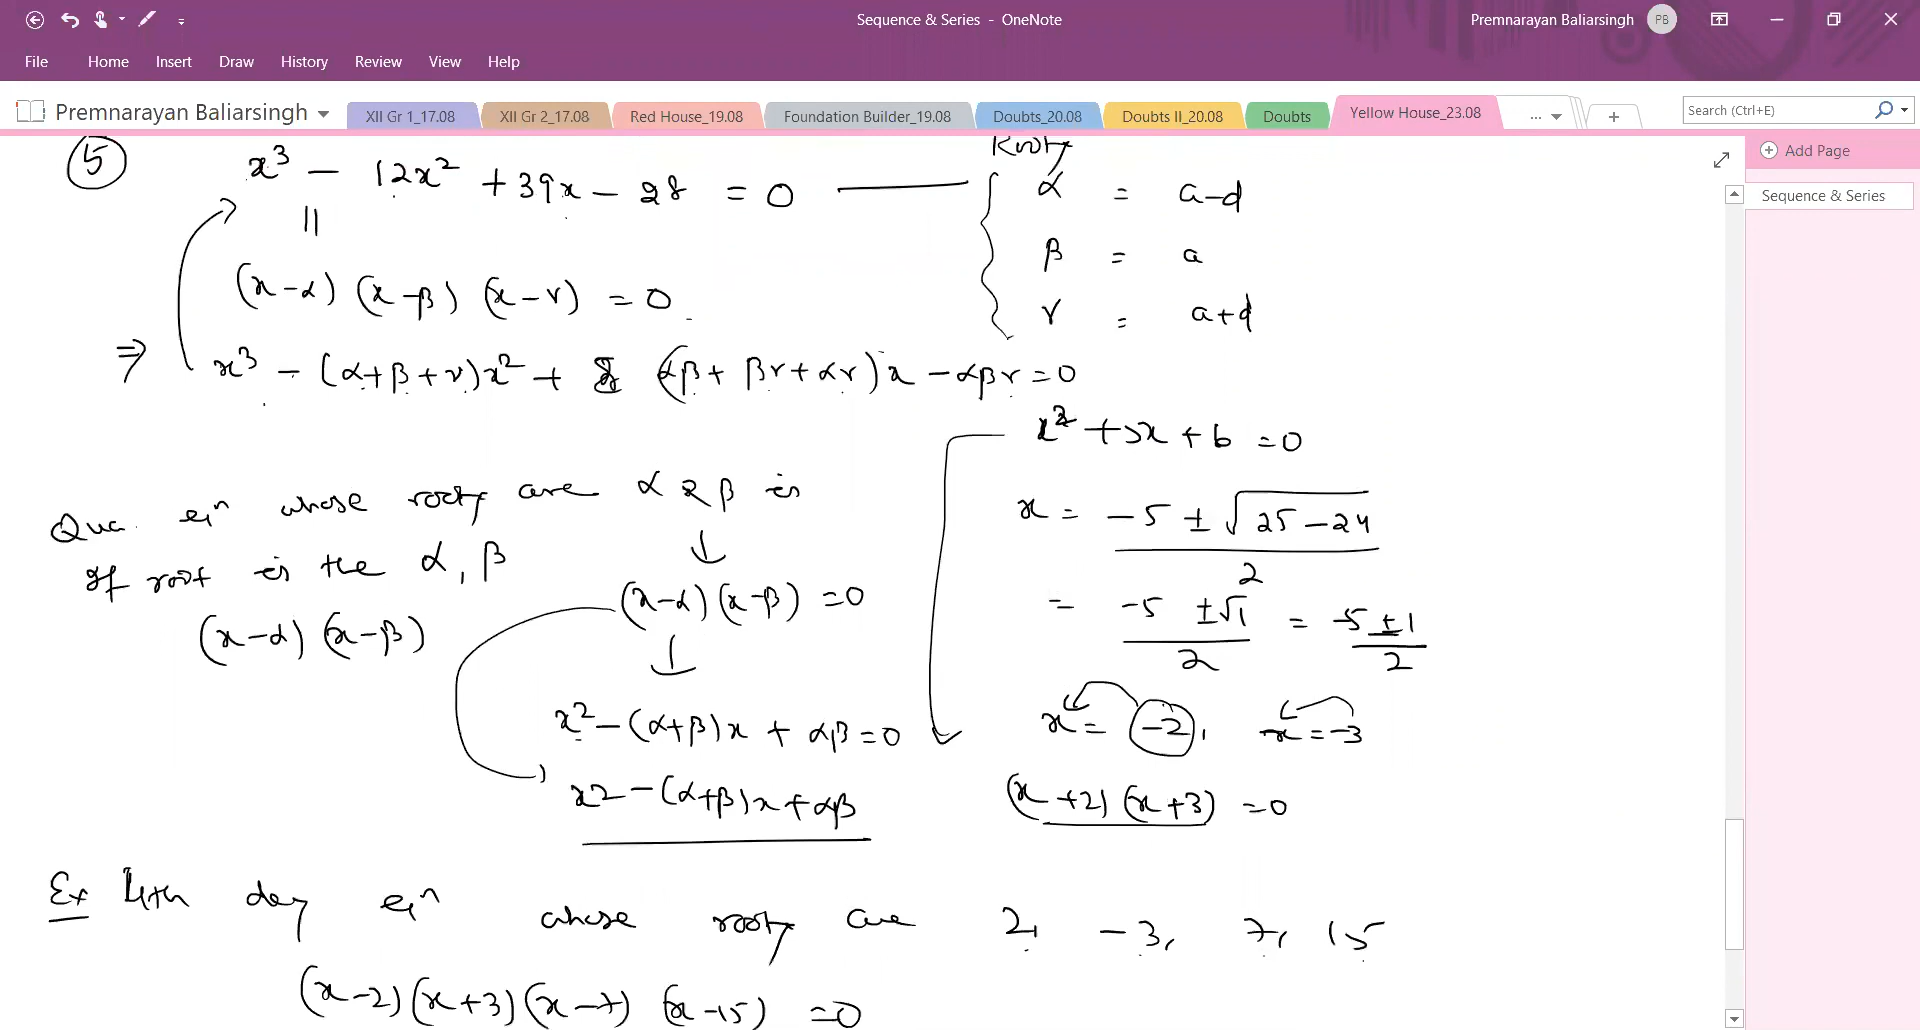 Sequence & Series - OneNote
Premnarayan Baliarsingh PB
File Home Insert Draw History Review View Help
Premnarayan Baliarsingh
XII Gr 1_17.08 XII Gr 2_17.08 Red House_19.08 Foundation Builder_19.08 Doubts_20.08 Doubts II_20.08 Doubts Yellow House_23.08 ... +
Search (Ctrl+E)
Add Page
Sequence & Series
Roots
⑤ x³ - 12x² + 39x - 28 = 0
α = a-d
β = a
γ = a+d
||
(x-α) (x-β) (x-γ) = 0
⇒ x³ - (α+β+γ)x² + (αβ + βγ + αγ)x - αβγ = 0
Qua. eqⁿ whose roots are α & β is
If root is the α, β
(x-α) (x-β)
↓
(x-α) (x-β) = 0
↓
x² - (α+β)x + αβ = 0
x² - (α+β)x + αβ
x² + 5x + 6 = 0
x = -5 ± √25-24
2
= -5 ± √1 = -5 ± 1
2 2
x = -2, x = -3
(x+2) (x+3) = 0
Ex 4th deg eqⁿ whose roots are 2, -3, 7, 15
(x-2) (x+3) (x-7) (x-15) = 0